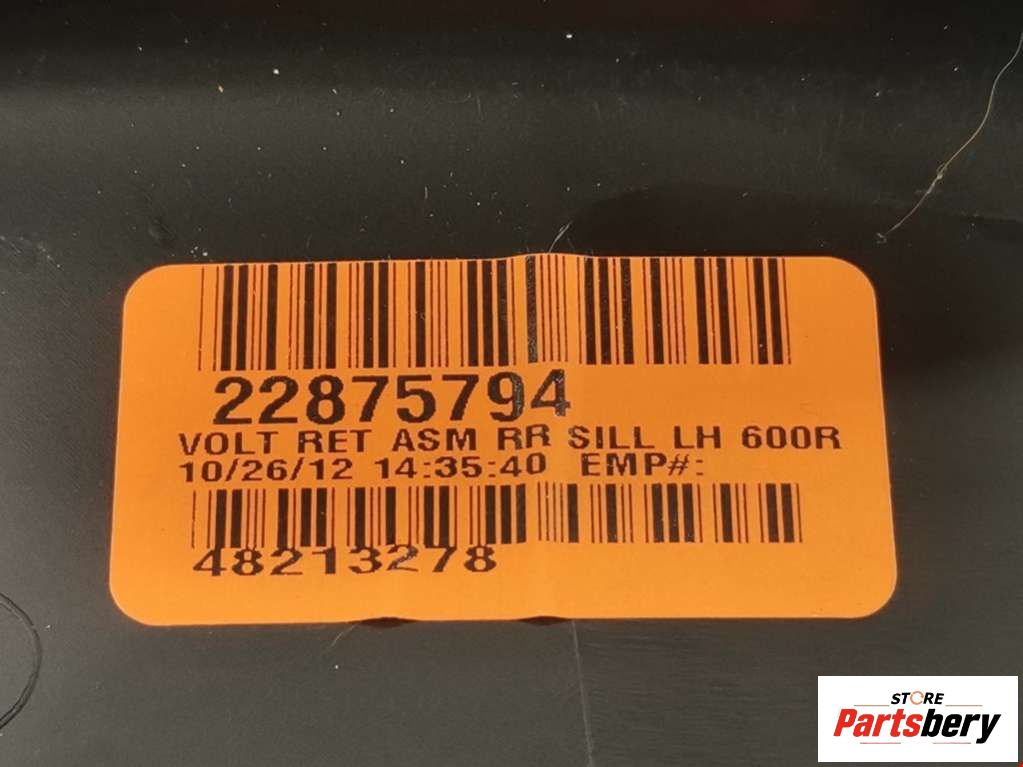 22875794
VOLT RET ASM RR SILL LH 600R
10/26/12 14:35:40 EMP#:
48213278
STORE
Partsbery